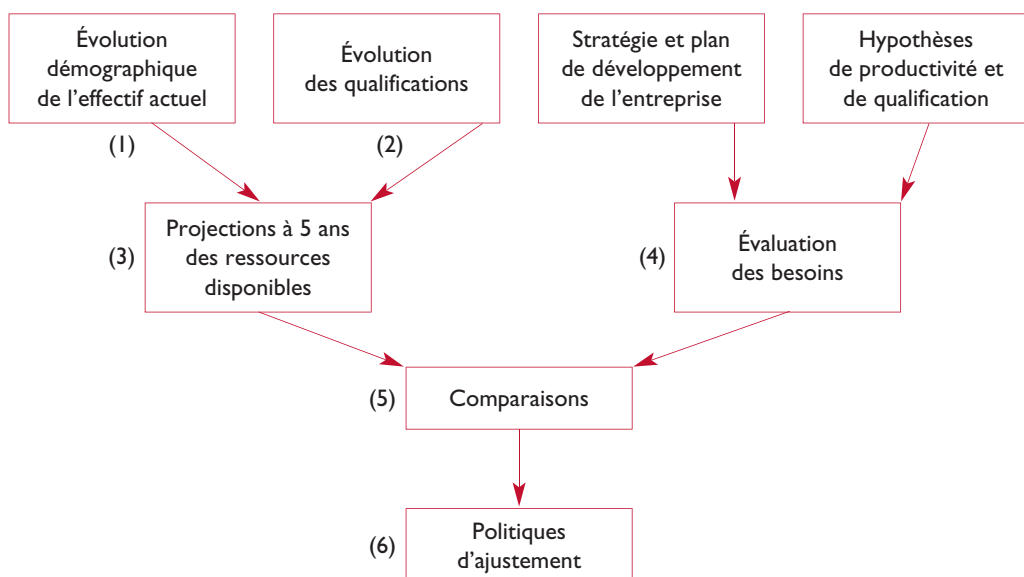 Évolution
démographique
de l'effectif actuel
Évolution
des qualifications
Stratégie et plan
de développement
de l'entreprise
Hypothèses
de productivité et
de qualification
(1)
(2)
(3)
Projections à 5 ans
des ressources
disponibles
(4)
Évaluation
des besoins
(5)
Comparaisons
(6)
Politiques
d'ajustement